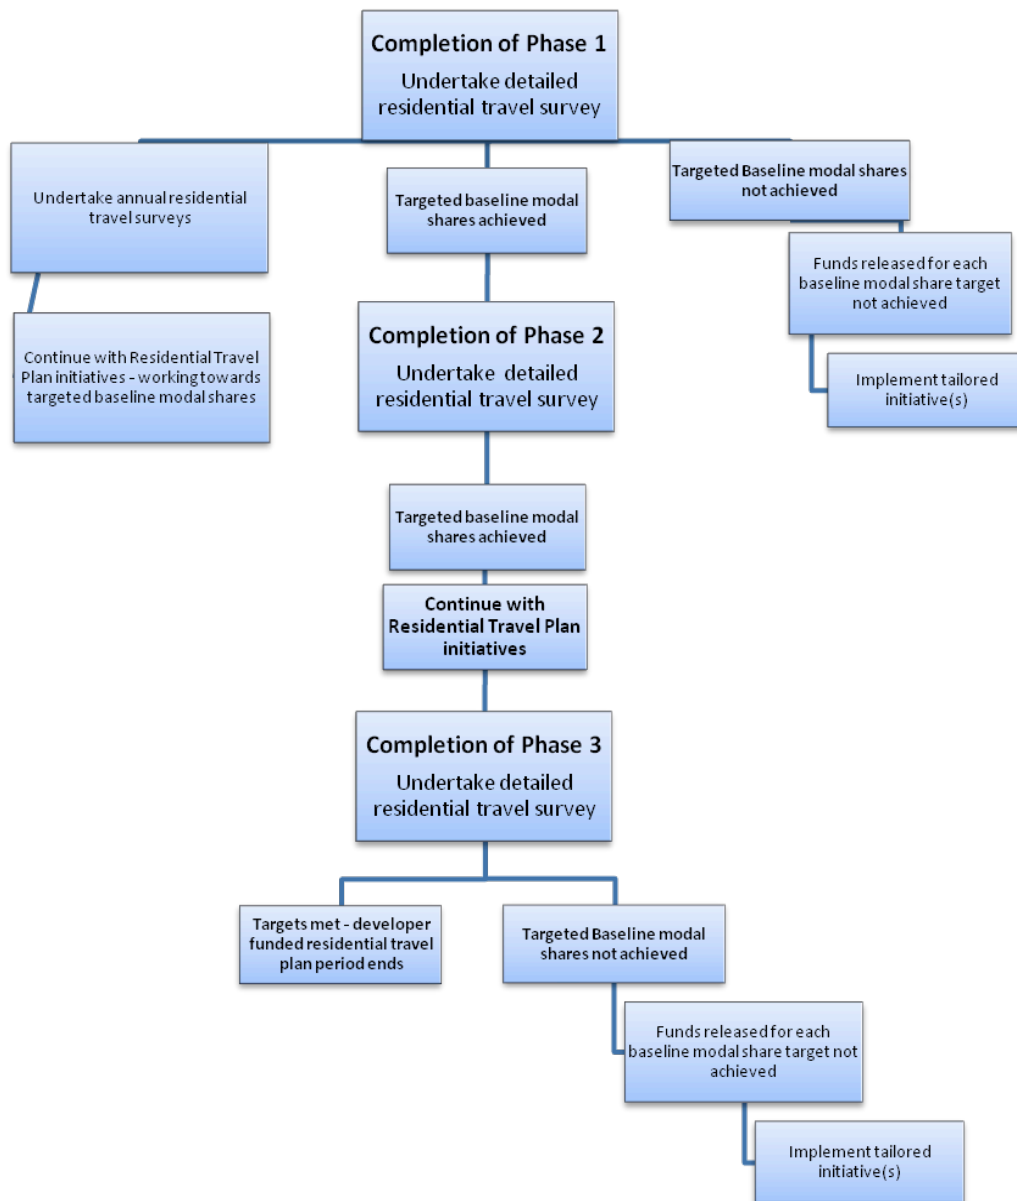 Completion of Phase 1
Undertake detailed
residential travel survey
Undertake annual residential
travel surveys
Targeted baseline modal
shares achieved
Targeted Baseline modal shares
not achieved
Funds released for each
baseline modal share target
not achieved
Continue with Residential Travel
Plan initiatives - working towards
targeted baseline modal shares
Completion of Phase 2
Undertake detailed
residential travel survey
Implement tailored
initiative(s)
Targeted baseline modal
shares achieved
Continue with
Residential Travel Plan
initiatives
Completion of Phase 3
Undertake detailed
residential travel survey
Targets met - developer
funded residential travel
plan period ends
Targeted Baseline modal
shares not achieved
Funds released for each
baseline modal share target not
achieved
Implement tailored
initiative(s)